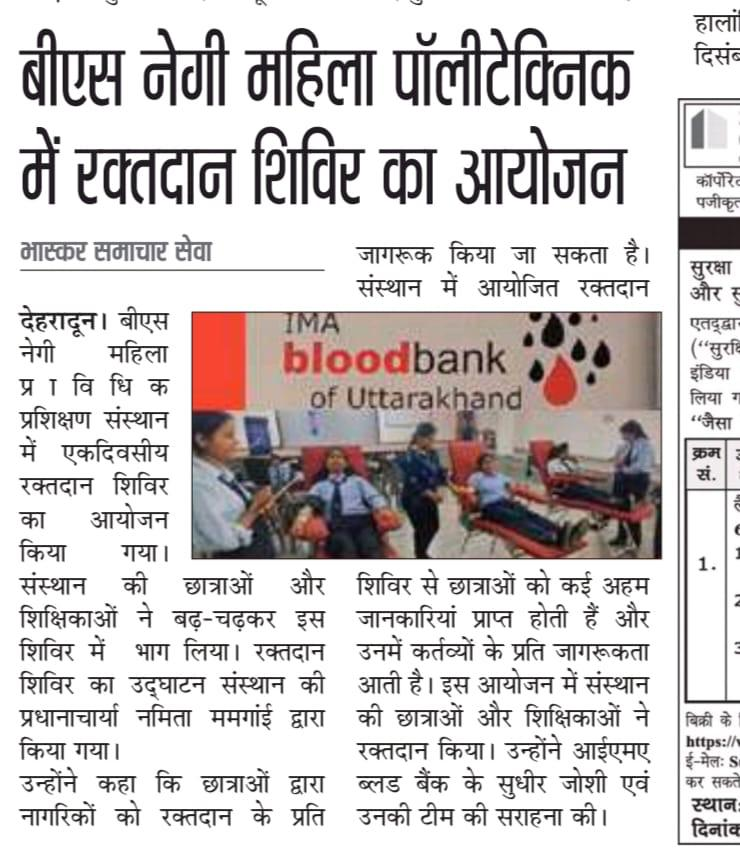 बीएस नेगी महिला पॉलीटेक्निक
में रक्तदान शिविर का आयोजन
भास्कर समाचार सेवा
देहरादून। बीएस
नेगी महिला
प्राविधिक
प्रशिक्षण संस्थान
में एकदिवसीय
रक्तदान शिविर
का आयोजन
किया गया।
संस्थान की छात्राओं और
शिक्षिकाओं ने बढ़-चढ़कर इस
शिविर में भाग लिया। रक्तदान
शिविर का उद्घाटन संस्थान की
प्रधानाचार्या नमिता ममगांई द्वारा
किया गया।
उन्होंने कहा कि छात्राओं द्वारा
नागरिकों को रक्तदान के प्रति
जागरूक किया जा सकता है।
संस्थान में आयोजित रक्तदान
IMA
bloodbank
of Uttarakhand
शिविर से छात्राओं को कई अहम
जानकारियां प्राप्त होती हैं और
उनमें कर्तव्यों के प्रति जागरूकता
आती है। इस आयोजन में संस्थान
की छात्राओं और शिक्षिकाओं ने
रक्तदान किया। उन्होंने आईएमए
ब्लड बैंक के सुधीर जोशी एवं
उनकी टीम की सराहना की।
सुरक्षा
और
इंडिया
लिया
"जैसा
क्रम
सं.
1.
बिक्री के
ई-मेल:
कर सकते
स्थान: